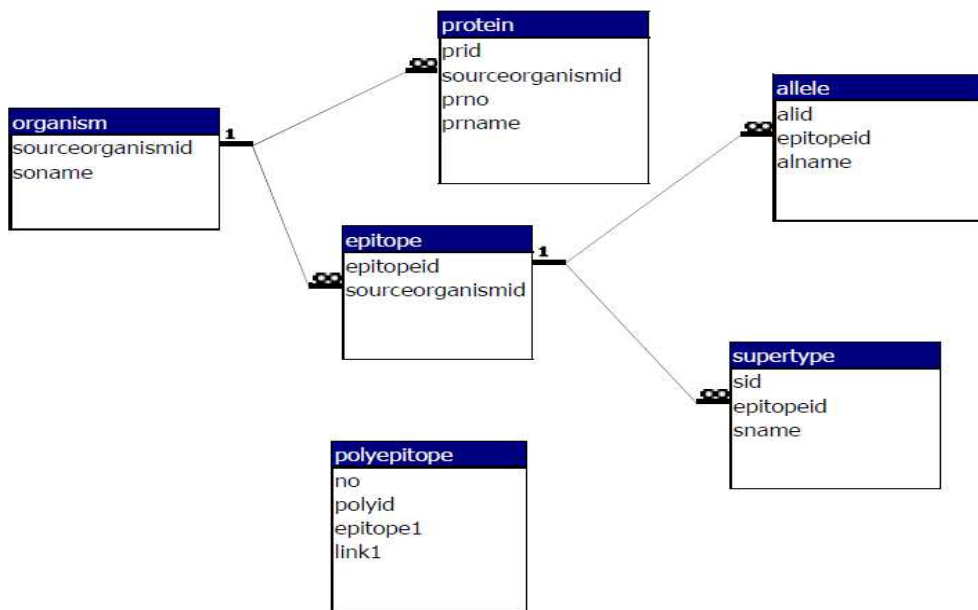 protein
prid
sourceorganismid
prno
prname
organism
sourceorganismid
soname
1
allele
alid
epitopeid
alname
epitope
epitopeid
sourceorganismid
1
supertype
sid
epitopeid
sname
polyepitope
no
polyid
epitope1
link1